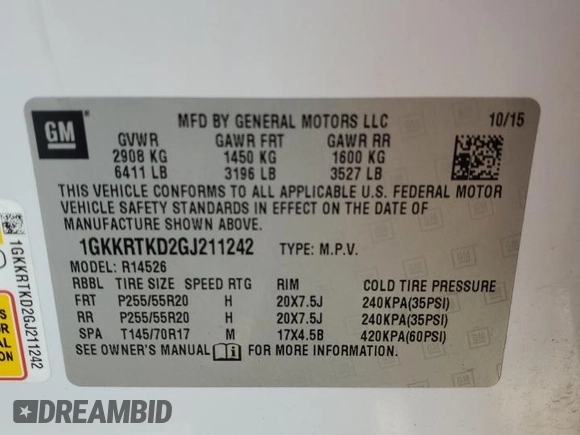 GM
MFD BY GENERAL MOTORS LLC 10/15
GVWR GAWR FRT GAWR RR
2908 KG 1450 KG 1600 KG
6411 LB 3196 LB 3527 LB
THIS VEHICLE CONFORMS TO ALL APPLICABLE U.S. FEDERAL MOTOR
VEHICLE SAFETY STANDARDS IN EFFECT ON THE DATE OF
MANUFACTURE SHOWN ABOVE.
1GKKRTKD2GJ211242 TYPE: M.P.V.
MODEL: R14526
RBBL TIRE SIZE SPEED RTG RIM COLD TIRE PRESSURE
FRT P255/55R20 H 20X7.5J 240KPA(35PSI)
RR P255/55R20 H 20X7.5J 240KPA(35PSI)
SPA T145/70R17 M 17X4.5B 420KPA(60PSI)
SEE OWNER'S MANUAL FOR MORE INFORMATION.
1GKKRTKD2GJ211242
DREAMBID